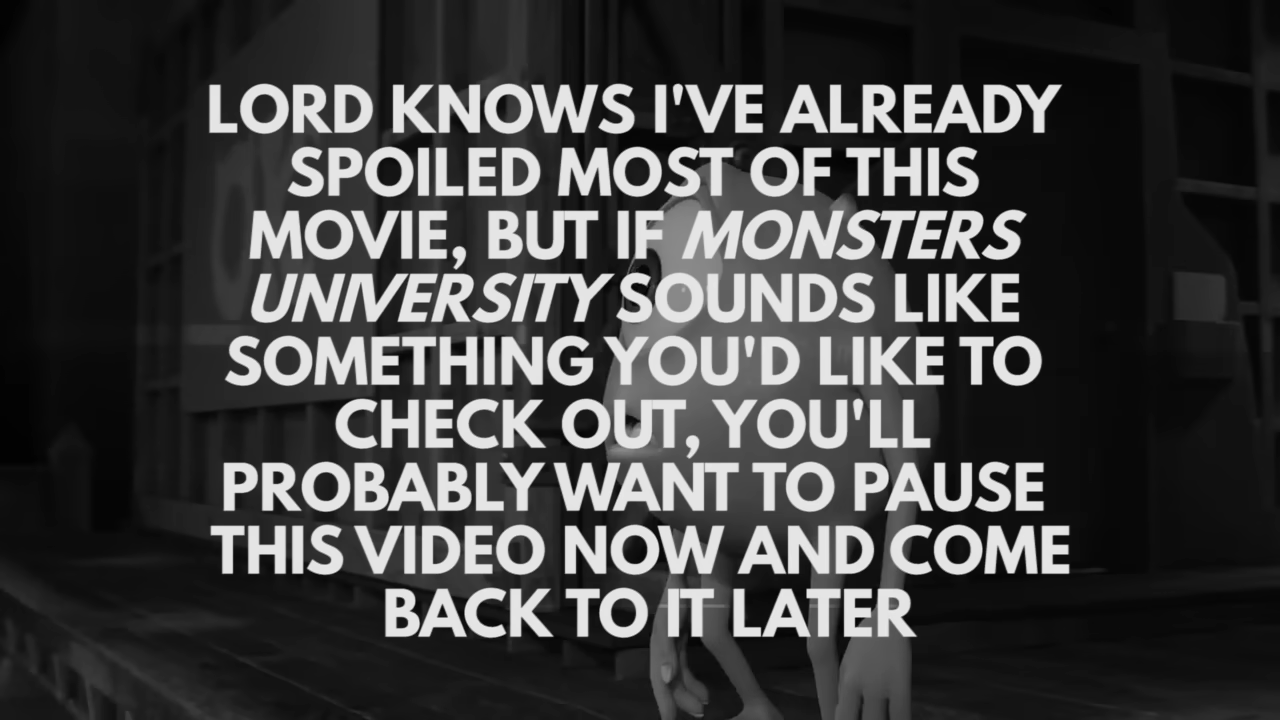 LORD KNOWS I'VE ALREADY
SPOILED MOST OF THIS
MOVIE, BUT IF MONSTERS
UNIVERSITY SOUNDS LIKE
SOMETHING YOU'D LIKE TO
CHECK OUT, YOU'LL
PROBABLY WANT TO PAUSE
THIS VIDEO NOW AND COME
BACK TO IT LATER